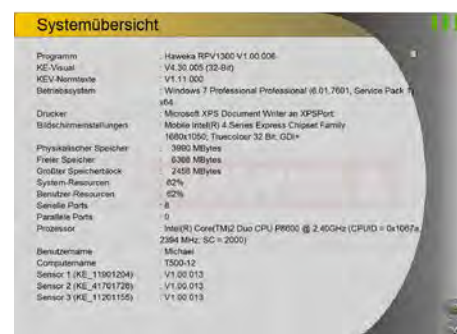 Systemübersicht
Programm : Haweka RPV1300 V1.00.006
KE-Visual : V4.30.005 (32-Bit)
KEV-Normtexte : V1.11.000
Betriebssystem : Windows 7 Professional Professional (6.01.7601, Service Pack 1)
x64
Drucker : Microsoft XPS Document Writer an XPSPort:
Bildschirmeinstellungen : Mobile Intel(R) 4 Series Express Chipset Family
1680x1050; Truecolour 32 Bit; GDI+
Physikalischer Speicher : 3990 MBytes
Freier Speicher : 6368 MBytes
Größter Speicherblock : 2456 MBytes
System-Resourcen : 82%
Benutzer Resourcen : 62%
Serielle Ports : 8
Parallele Ports : 0
Prozessor : Intel(R) Core(TM)2 Duo CPU P8600 @ 2.40GHz (CPUID = 0x1067a,
2394 MHz, SC = 2000)
Benutzername : Michael
Computername : T500-12
Sensor 1 (KE_11901204) : V1.00.013
Sensor 2 (KE_41701728) : V1.00.013
Sensor 3 (KE_11201155) : V1.00.013